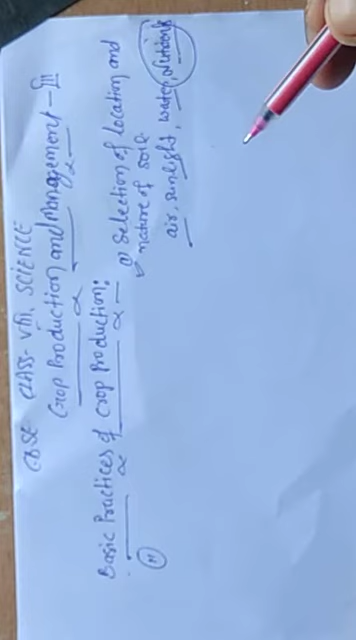 CBSE CLASS- VIII, SCIENCE
Crop Production and Management - II
Basic Practices of Crop Production:
① Selection of location and
nature of soil
air, sunlight, water,